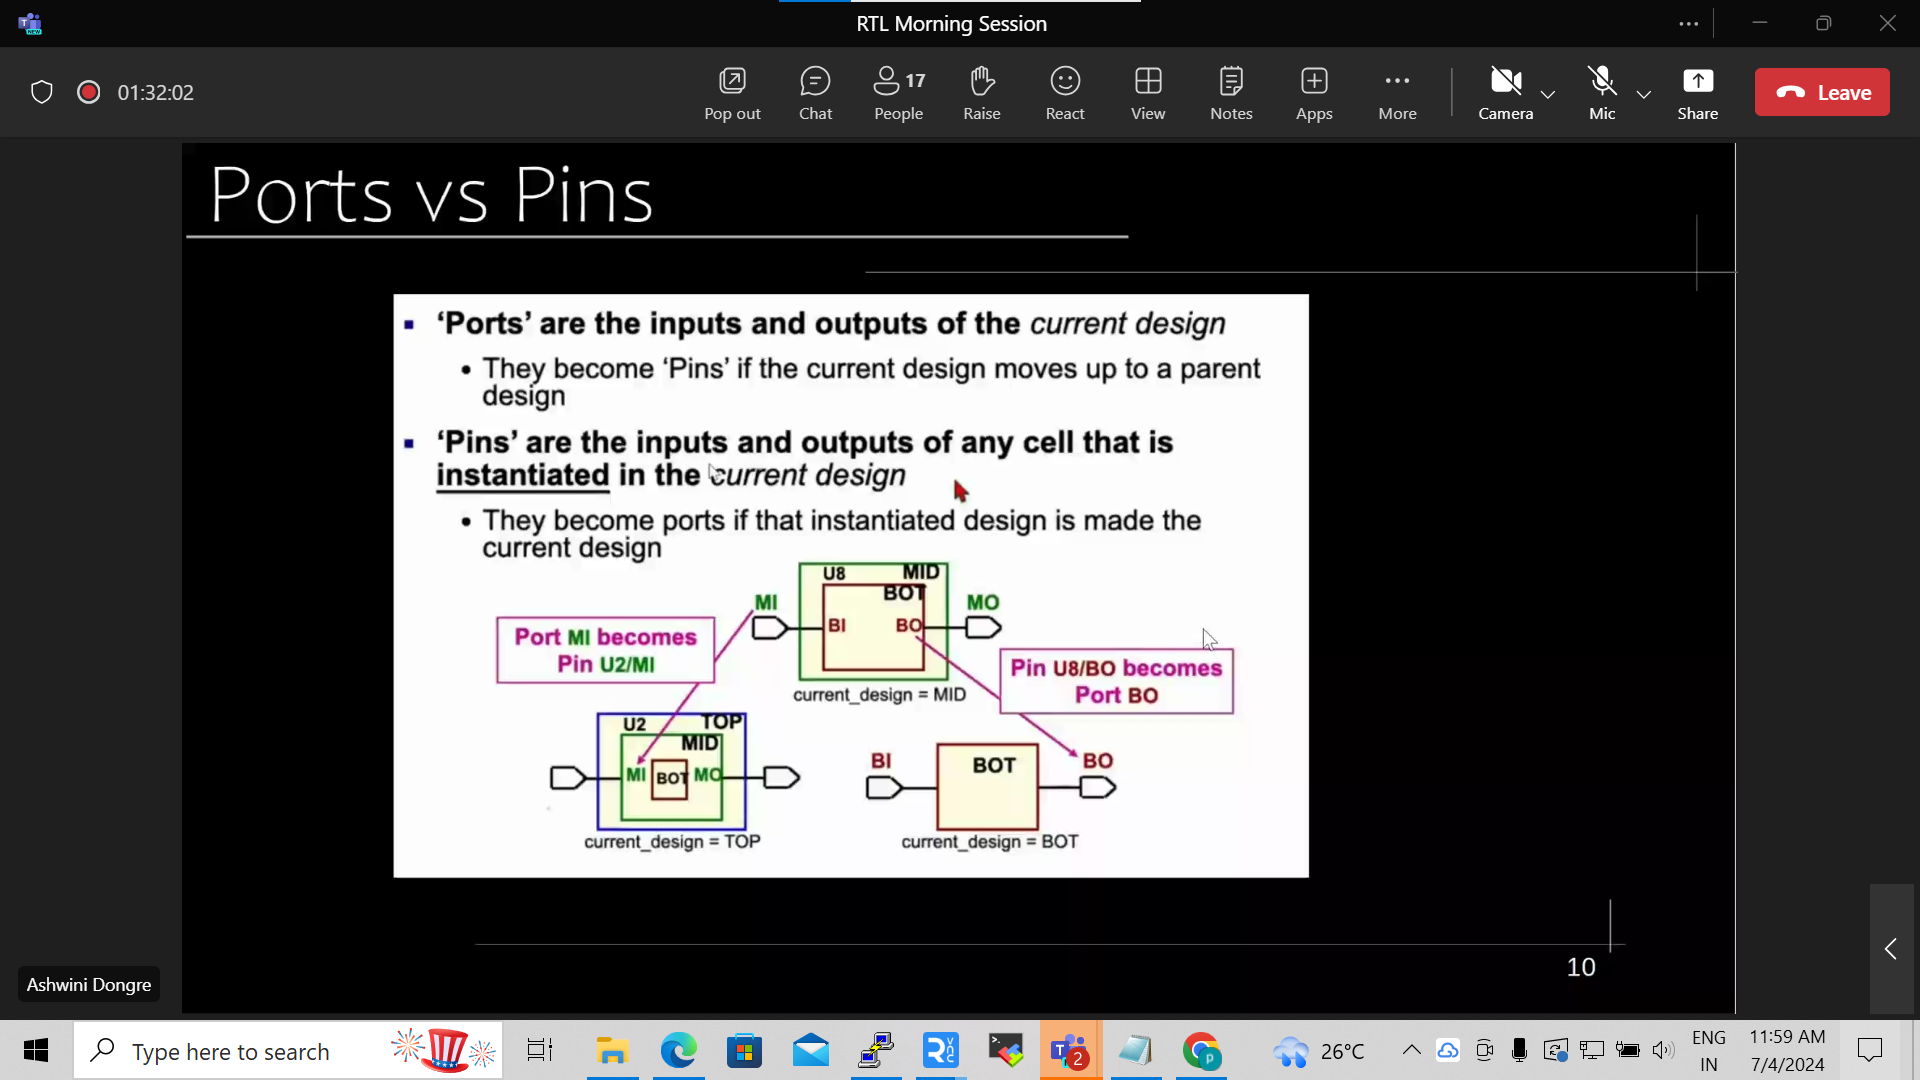 RTL Morning Session
01:32:02
Pop out
Chat
17
People
Raise
React
View
Notes
Apps
More
Camera
Mic
Share
Leave
Ports vs Pins
‘Ports’ are the inputs and outputs of the current design
They become ‘Pins’ if the current design moves up to a parent
design
‘Pins’ are the inputs and outputs of any cell that is
instantiated in the current design
They become ports if that instantiated design is made the
current design
U8 MID
BOT
MI
MO
BI BO
current_design = MID
Port MI becomes
Pin U2/MI
Pin U8/BO becomes
Port BO
U2 TOP
MID
MI BOT MO
current_design = TOP
BI
BOT
BO
current_design = BOT
10
Ashwini Dongre
Type here to search
NEW
VNC
2
p
26°C
ENG
IN
11:59 AM
7/4/2024